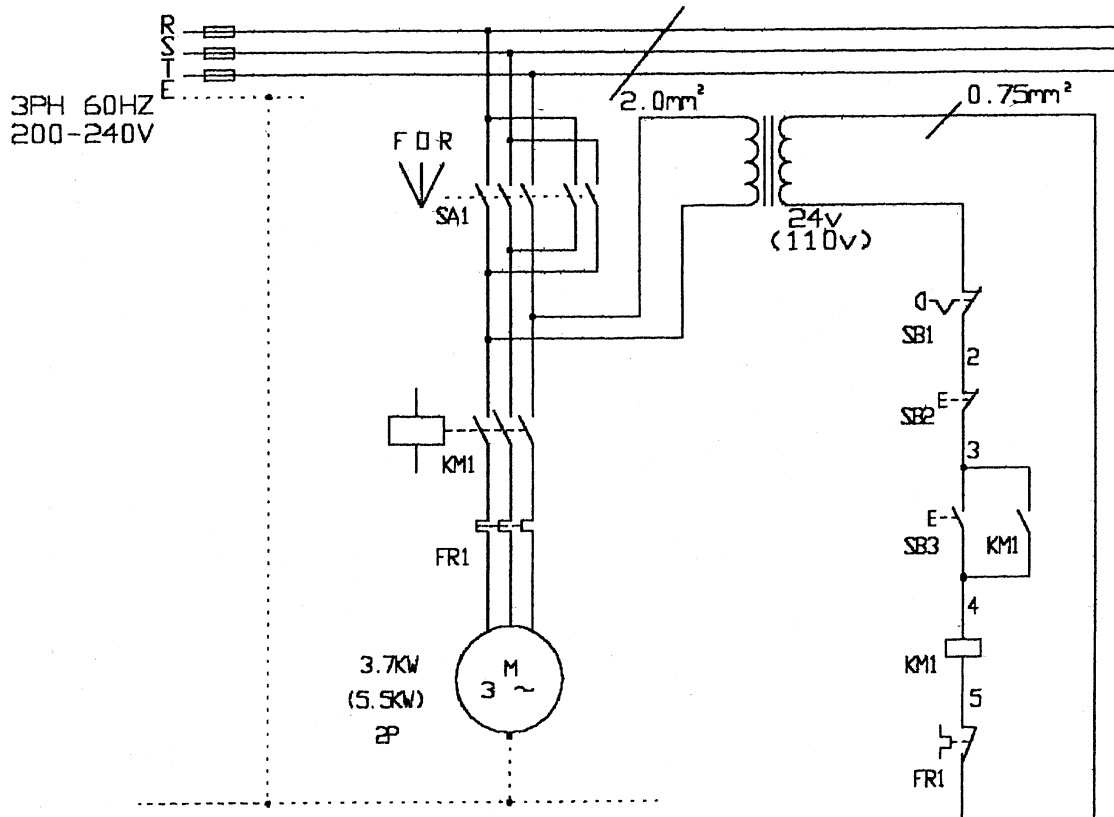 R
S
T
E
3PH 60HZ
200-240V
2.0mm²
0.75mm²
F O R
SA1
24v
(110v)
SB1
2
SB2
3
SB3
KM1
4
KM1
5
FR1
KM1
FR1
3.7KW
(5.5KW)
2P
M
3 ~